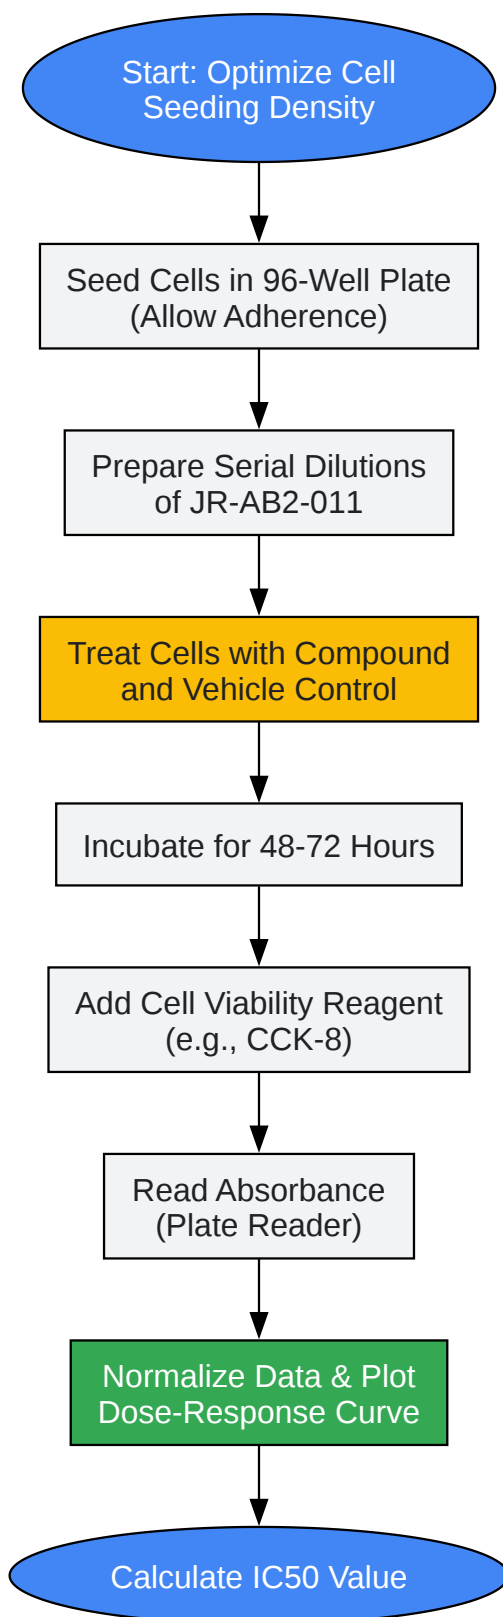 Start: Optimize Cell
Seeding Density
Seed Cells in 96-Well Plate
(Allow Adherence)
Prepare Serial Dilutions
of JR-AB2-011
Treat Cells with Compound
and Vehicle Control
Incubate for 48-72 Hours
Add Cell Viability Reagent
(e.g., CCK-8)
Read Absorbance
(Plate Reader)
Normalize Data & Plot
Dose-Response Curve
Calculate IC50 Value